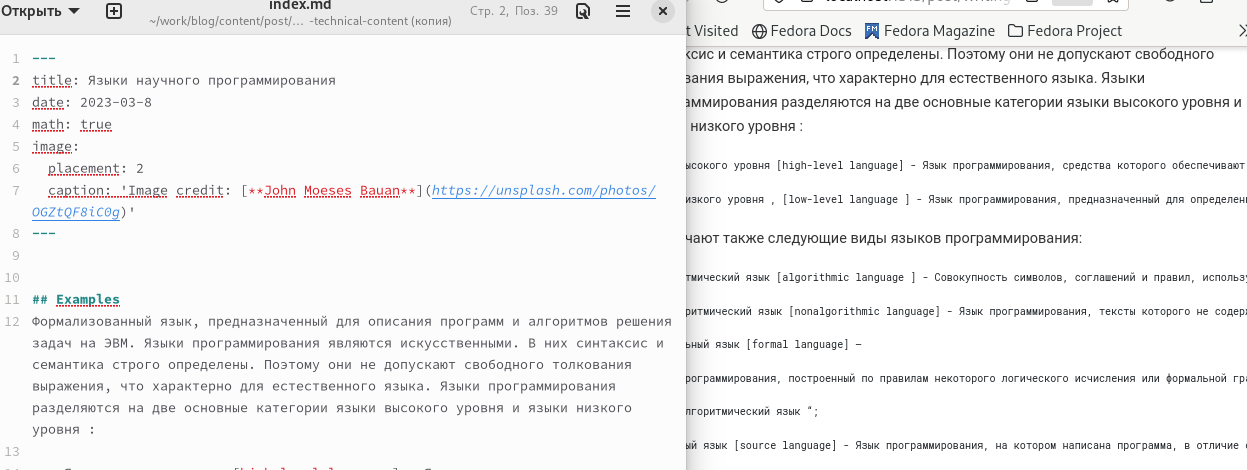 Открыть
index.md
~/work/blog/content/post/… -technical-content (копия)
Стр. 2, Поз. 39
1 ---
2 title: Языки научного программирования
3 date: 2023-03-8
4 math: true
5 image:
6 placement: 2
7 caption: 'Image credit: [**John Moeses Bauan**](https://unsplash.com/photos/
OGZtQF8iC0g)'
8 ---
9
10
11 ## Examples
12 Формализованный язык, предназначенный для описания программ и алгоритмов решения
задач на ЭВМ. Языки программирования являются искусственными. В них синтаксис и
семантика строго определены. Поэтому они не допускают свободного толкования
выражения, что характерно для естественного языка. Языки программирования
разделяются на две основные категории языки высокого уровня и языки низкого
уровня :
13
t Visited Fedora Docs Fedora Magazine Fedora Project
ксис и семантика строго определены. Поэтому они не допускают свободного
вания выражения, что характерно для естественного языка. Языки
аммирования разделяются на две основные категории языки высокого уровня и
низкого уровня :
ысокого уровня [high-level language] - Язык программирования, средства которого обеспечивают
изкого уровня , [low-level language ] - Язык программирования, предназначенный для определен
чают также следующие виды языков программирования:
тмический язык [algorithmic language ] - Совокупность символов, соглашений и правил, использу
оритмический язык [nonalgorithmic language] - Язык программирования, тексты которого не содер
ьный язык [formal language] —
рограммирования, построенный по правилам некоторого логического исчисления или формальной гра
лгоритмический язык “;
ый язык [source language] - Язык программирования, на котором написана программа, в отличие о